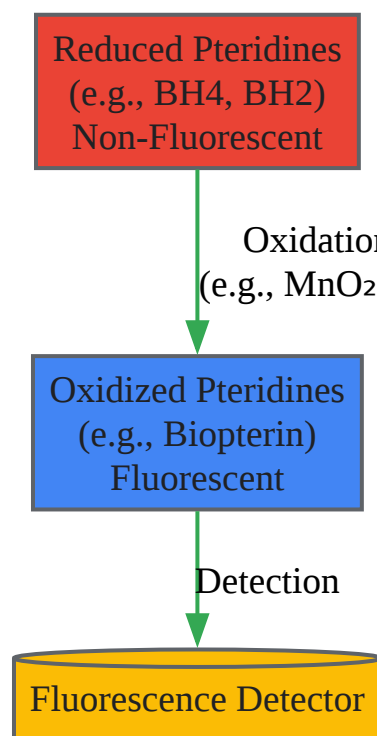 Reduced Pteridines
(e.g., BH4, BH2)
Non-Fluorescent
Oxidation
(e.g., MnO₂
Oxidized Pteridines
(e.g., Biopterin)
Fluorescent
Detection
Fluorescence Detector